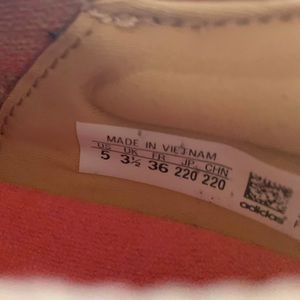 MADE IN VIETNAM
US UK FR JP CHN
5 3½ 36 220 220
adidas